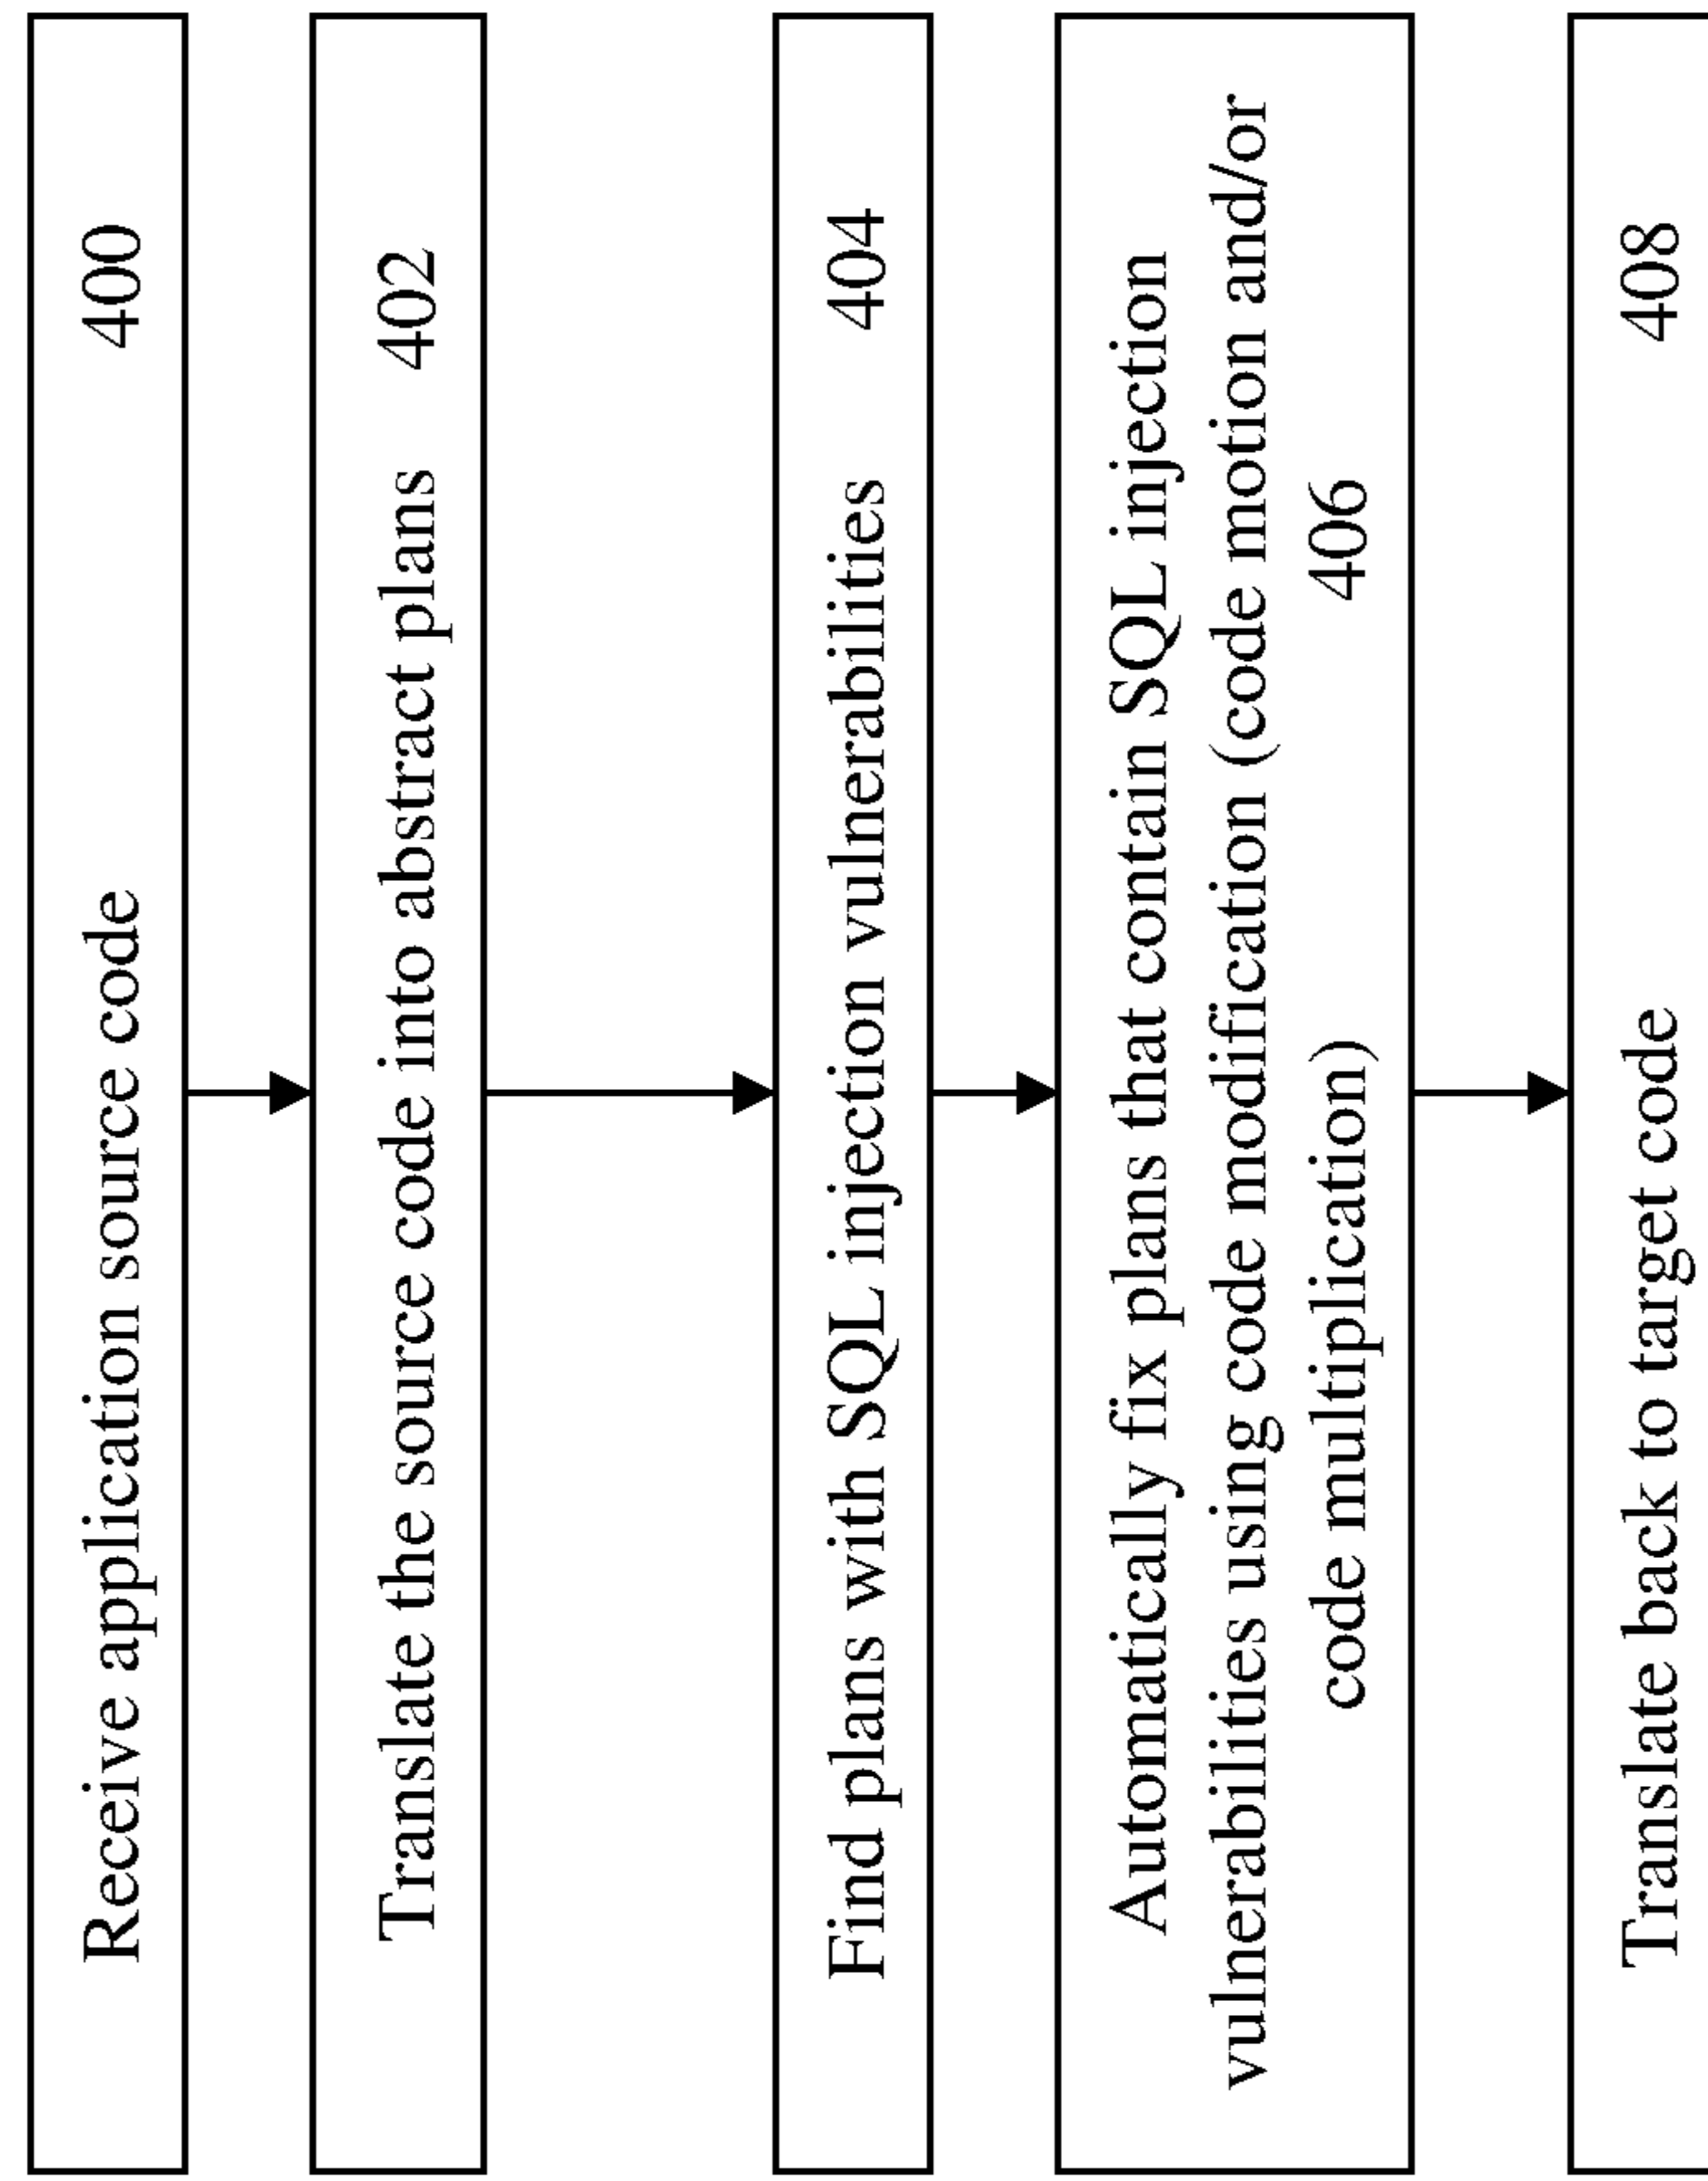 Receive application source code 400
Translate the source code into abstract plans 402
Find plans with SQL injection vulnerabilities 404
Automatically fix plans that contain SQL injection
vulnerabilities using code modification (code motion and/or
code multiplication) 406
Translate back to target code 408